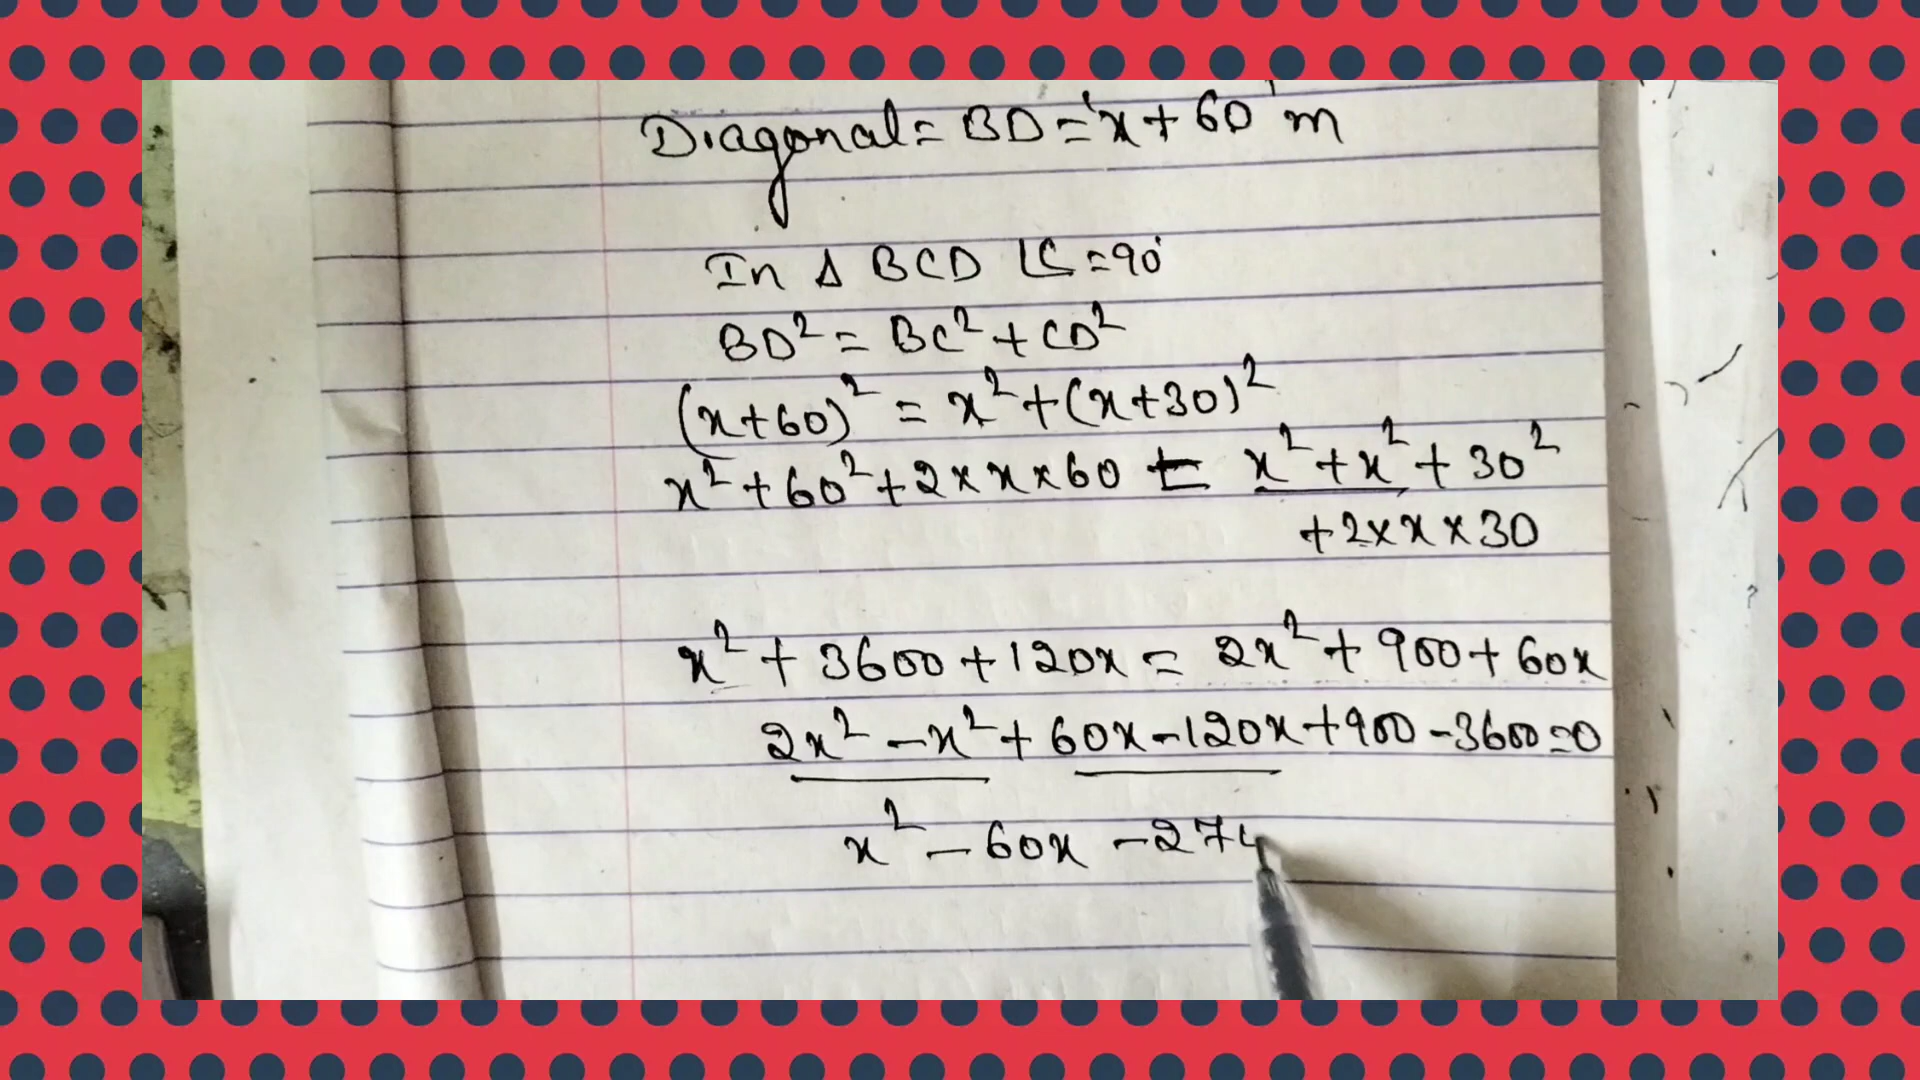 Diagonal = BD = 'x + 60' m
In Δ BCD ∠C = 90°
BD² = BC² + CD²
(x+60)² = x² + (x+30)²
x² + 60² + 2×x×60 = x² + x² + 30²
+ 2×x×30
x² + 3600 + 120x = 2x² + 900 + 60x
2x² - x² + 60x - 120x + 900 - 3600 = 0
x² - 60x - 27